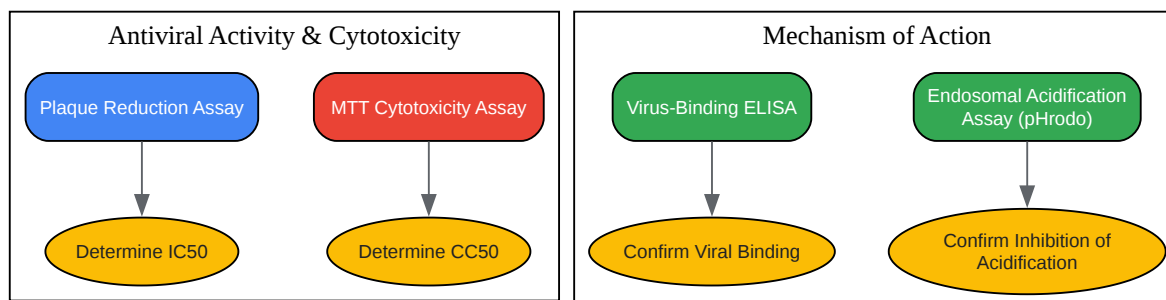 Antiviral Activity & Cytotoxicity
Plaque Reduction Assay
MTT Cytotoxicity Assay
Determine IC50
Determine CC50
Mechanism of Action
Virus-Binding ELISA
Endosomal Acidification
Assay (pHrodo)
Confirm Viral Binding
Confirm Inhibition of
Acidification